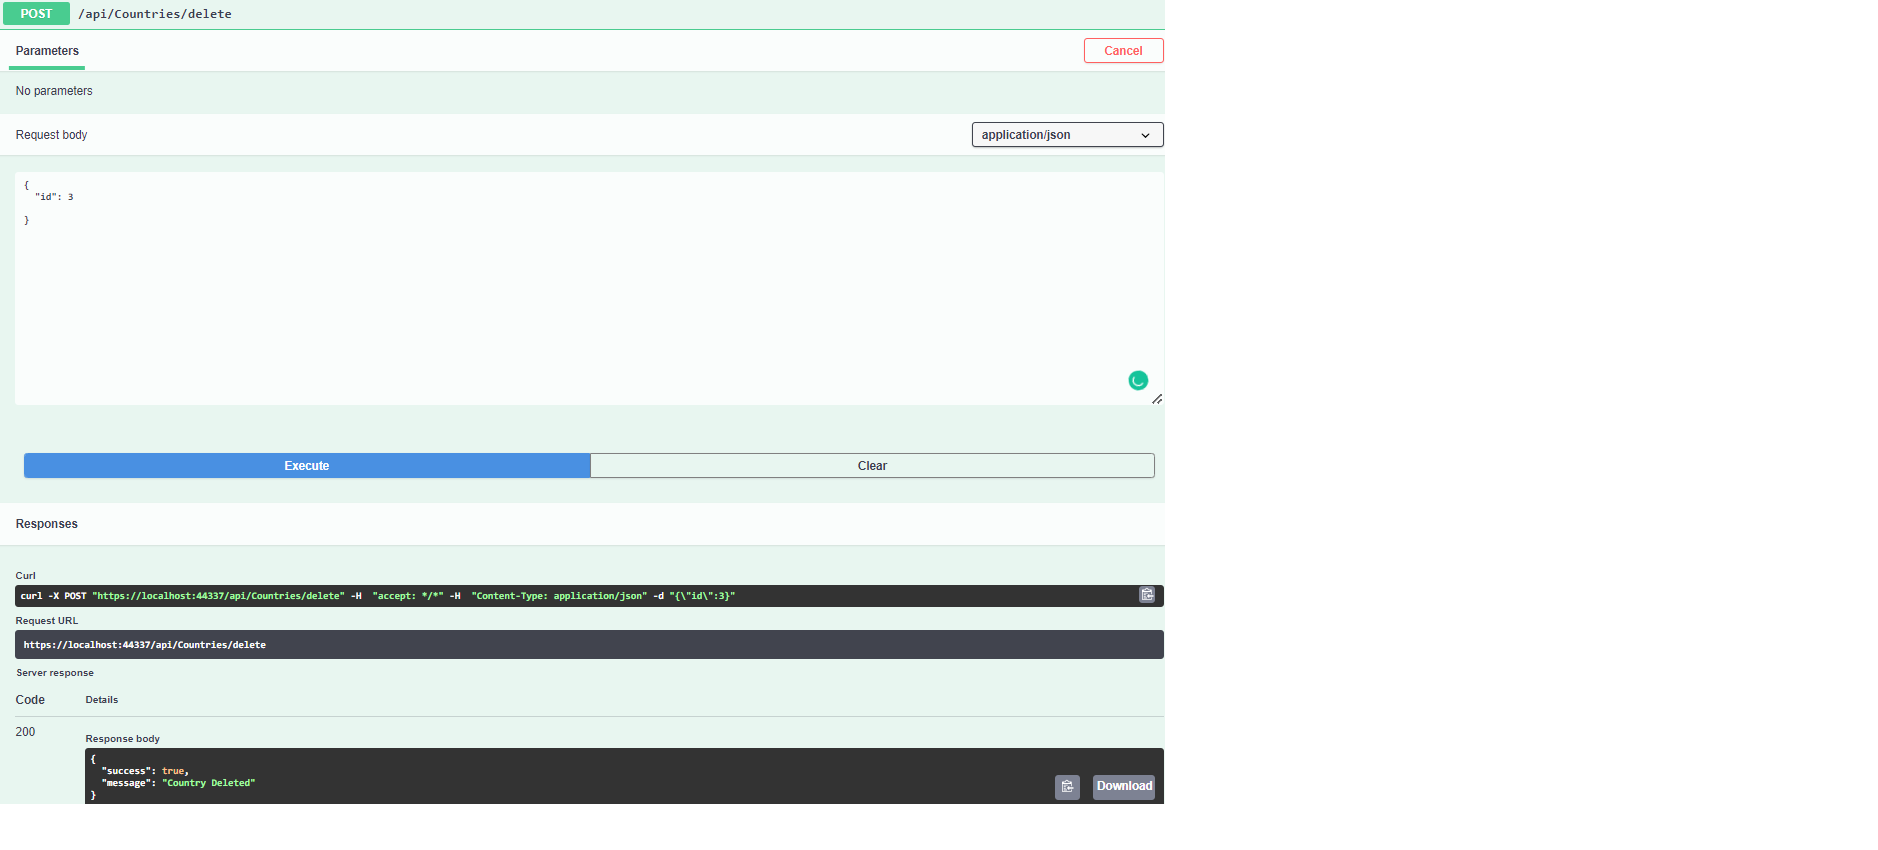 POST /api/Countries/delete
Parameters
Cancel
No parameters
Request body
application/json
{
  "id": 3
}
Execute
Clear
Responses
Curl
curl -X POST "https://localhost:44337/api/Countries/delete" -H  "accept: */*" -H  "Content-Type: application/json" -d "{\"id\":3}"
Request URL
https://localhost:44337/api/Countries/delete
Server response
Code
Details
200
Response body
{
  "success": true,
  "message": "Country Deleted"
}
Download